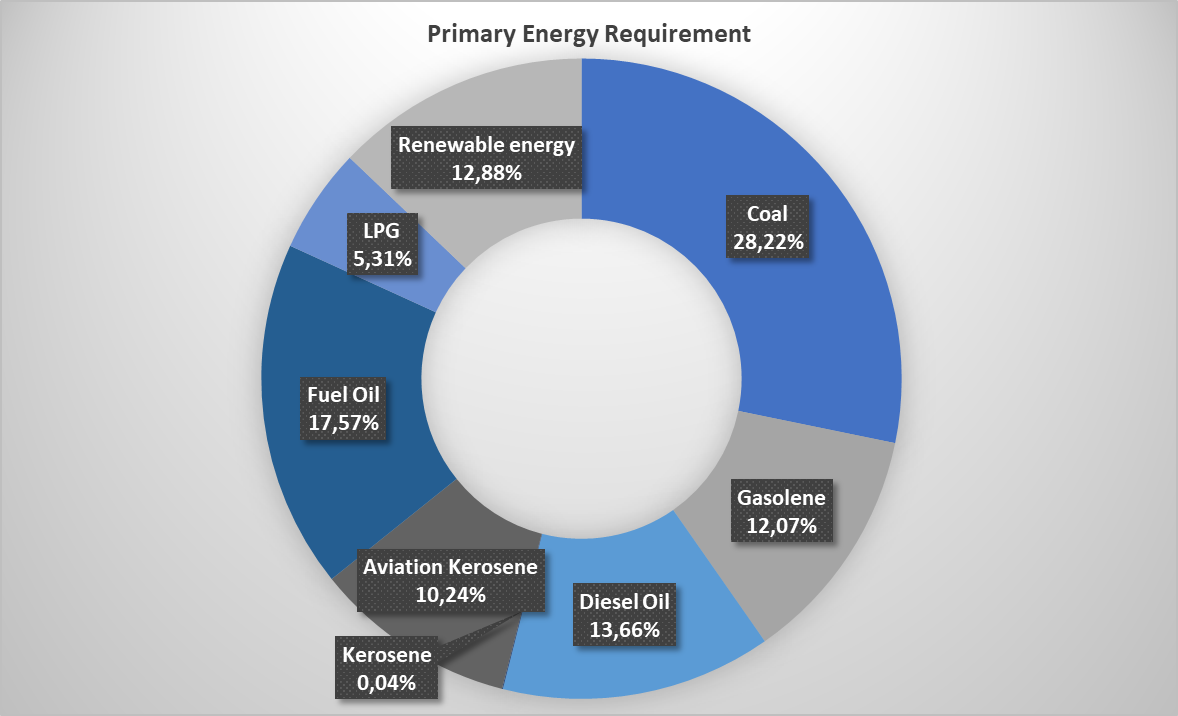 Primary Energy Requirement
Renewable energy
12,88%
Coal
28,22%
LPG
5,31%
Fuel Oil
17,57%
Gasolene
12,07%
Aviation Kerosene
10,24%
Diesel Oil
13,66%
Kerosene
0,04%